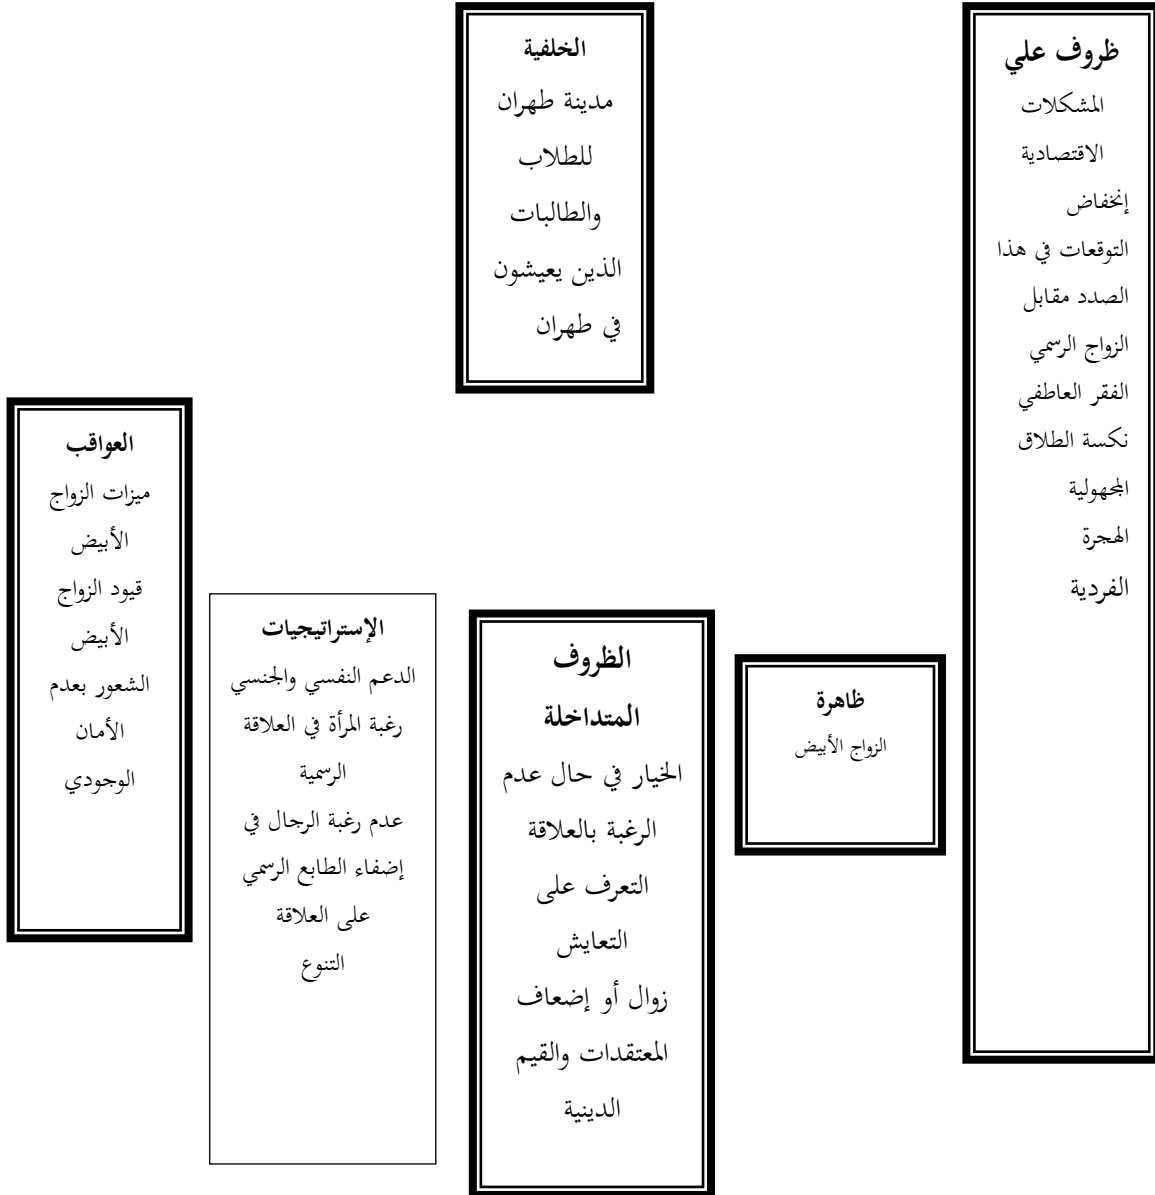 ظروف علي
المشكلات
الاقتصادية
إنخفاض
التوقعات في هذا
الصدد مقابل
الزواج الرسمي
الفقر العاطفي
نكسة الطلاق
المجهولية
الهجرة
الفردية
الخلفية
مدينة طهران
للطلاب
والطالبات
الذين يعيشون
في طهران
ظاهرة
الزواج الأبيض
الظروف
المتداخلة
الخيار في حال عدم
الرغبة بالعلاقة
التعرف على
التعايش
زوال أو إضعاف
المعتقدات والقيم
الدينية
الإستراتيجيات
الدعم النفسي والجنسي
رغبة المرأة في العلاقة
الرسمية
عدم رغبة الرجال في
إضفاء الطابع الرسمي
على العلاقة
التنوع
العواقب
ميزات الزواج
الأبيض
قيود الزواج
الأبيض
الشعور بعدم
الأمان
الوجودي